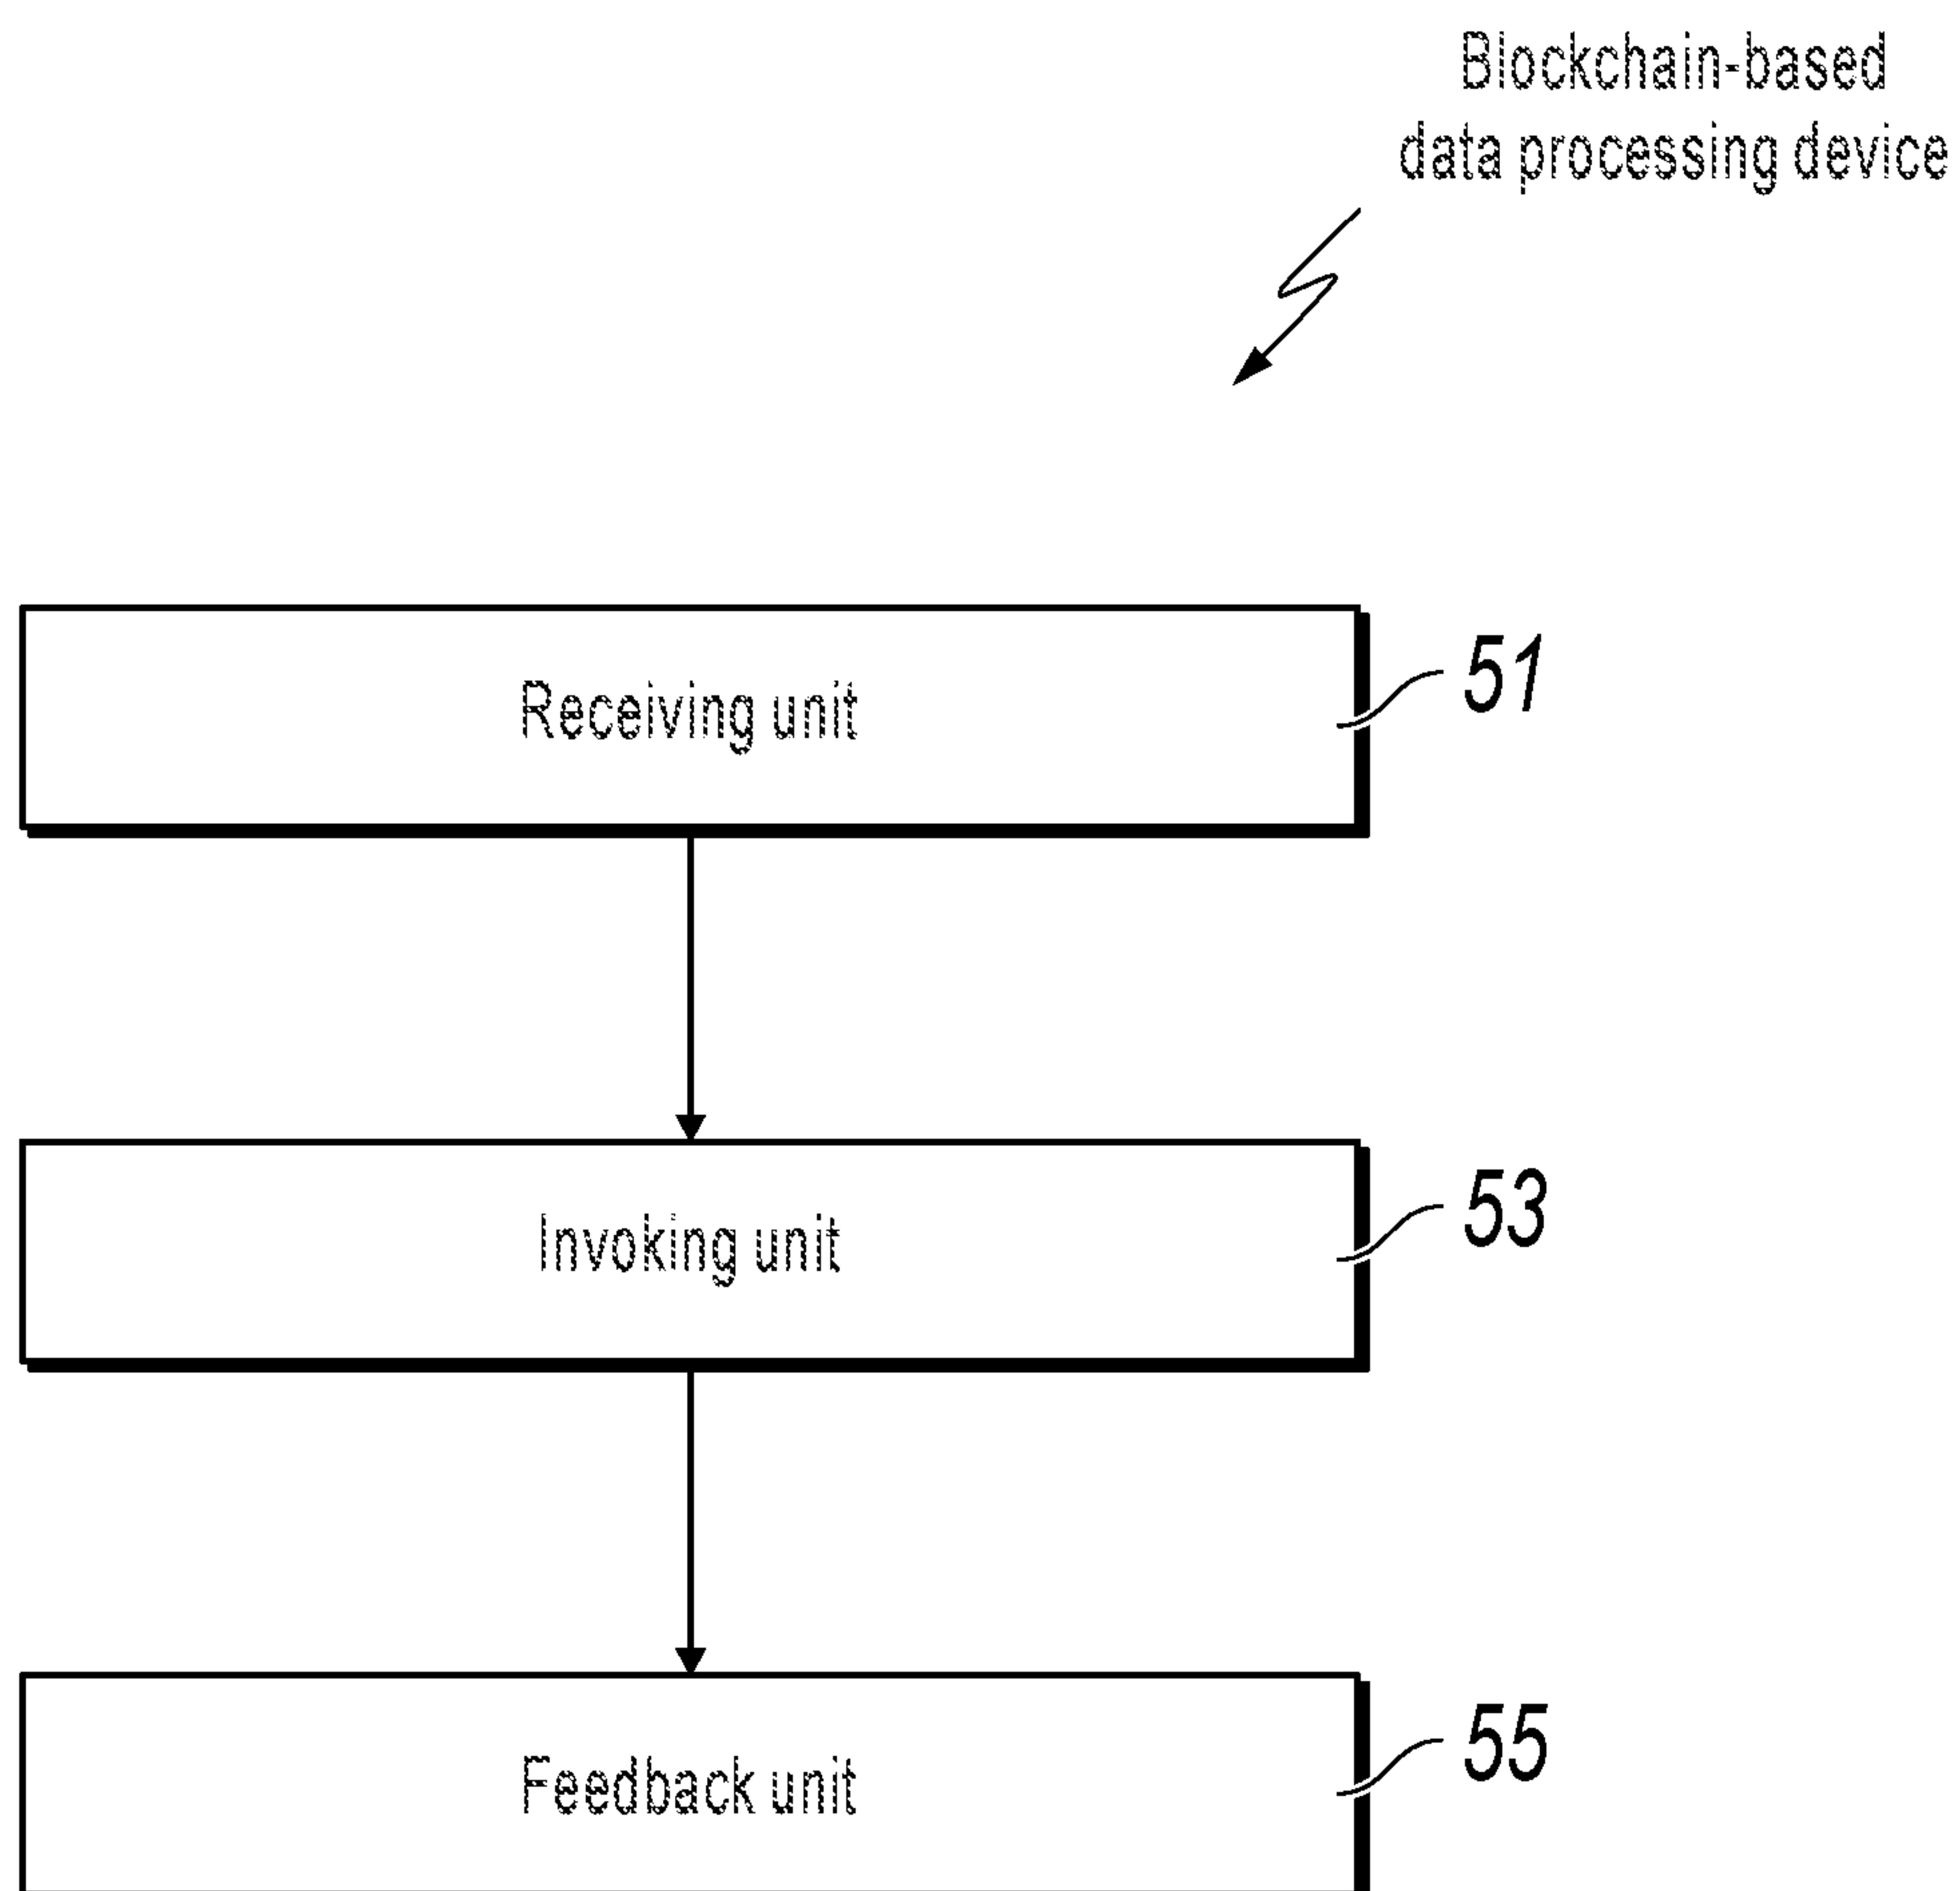 Blockchain-based
data processing device
Receiving unit
51
Invoking unit
53
Feedback unit
55